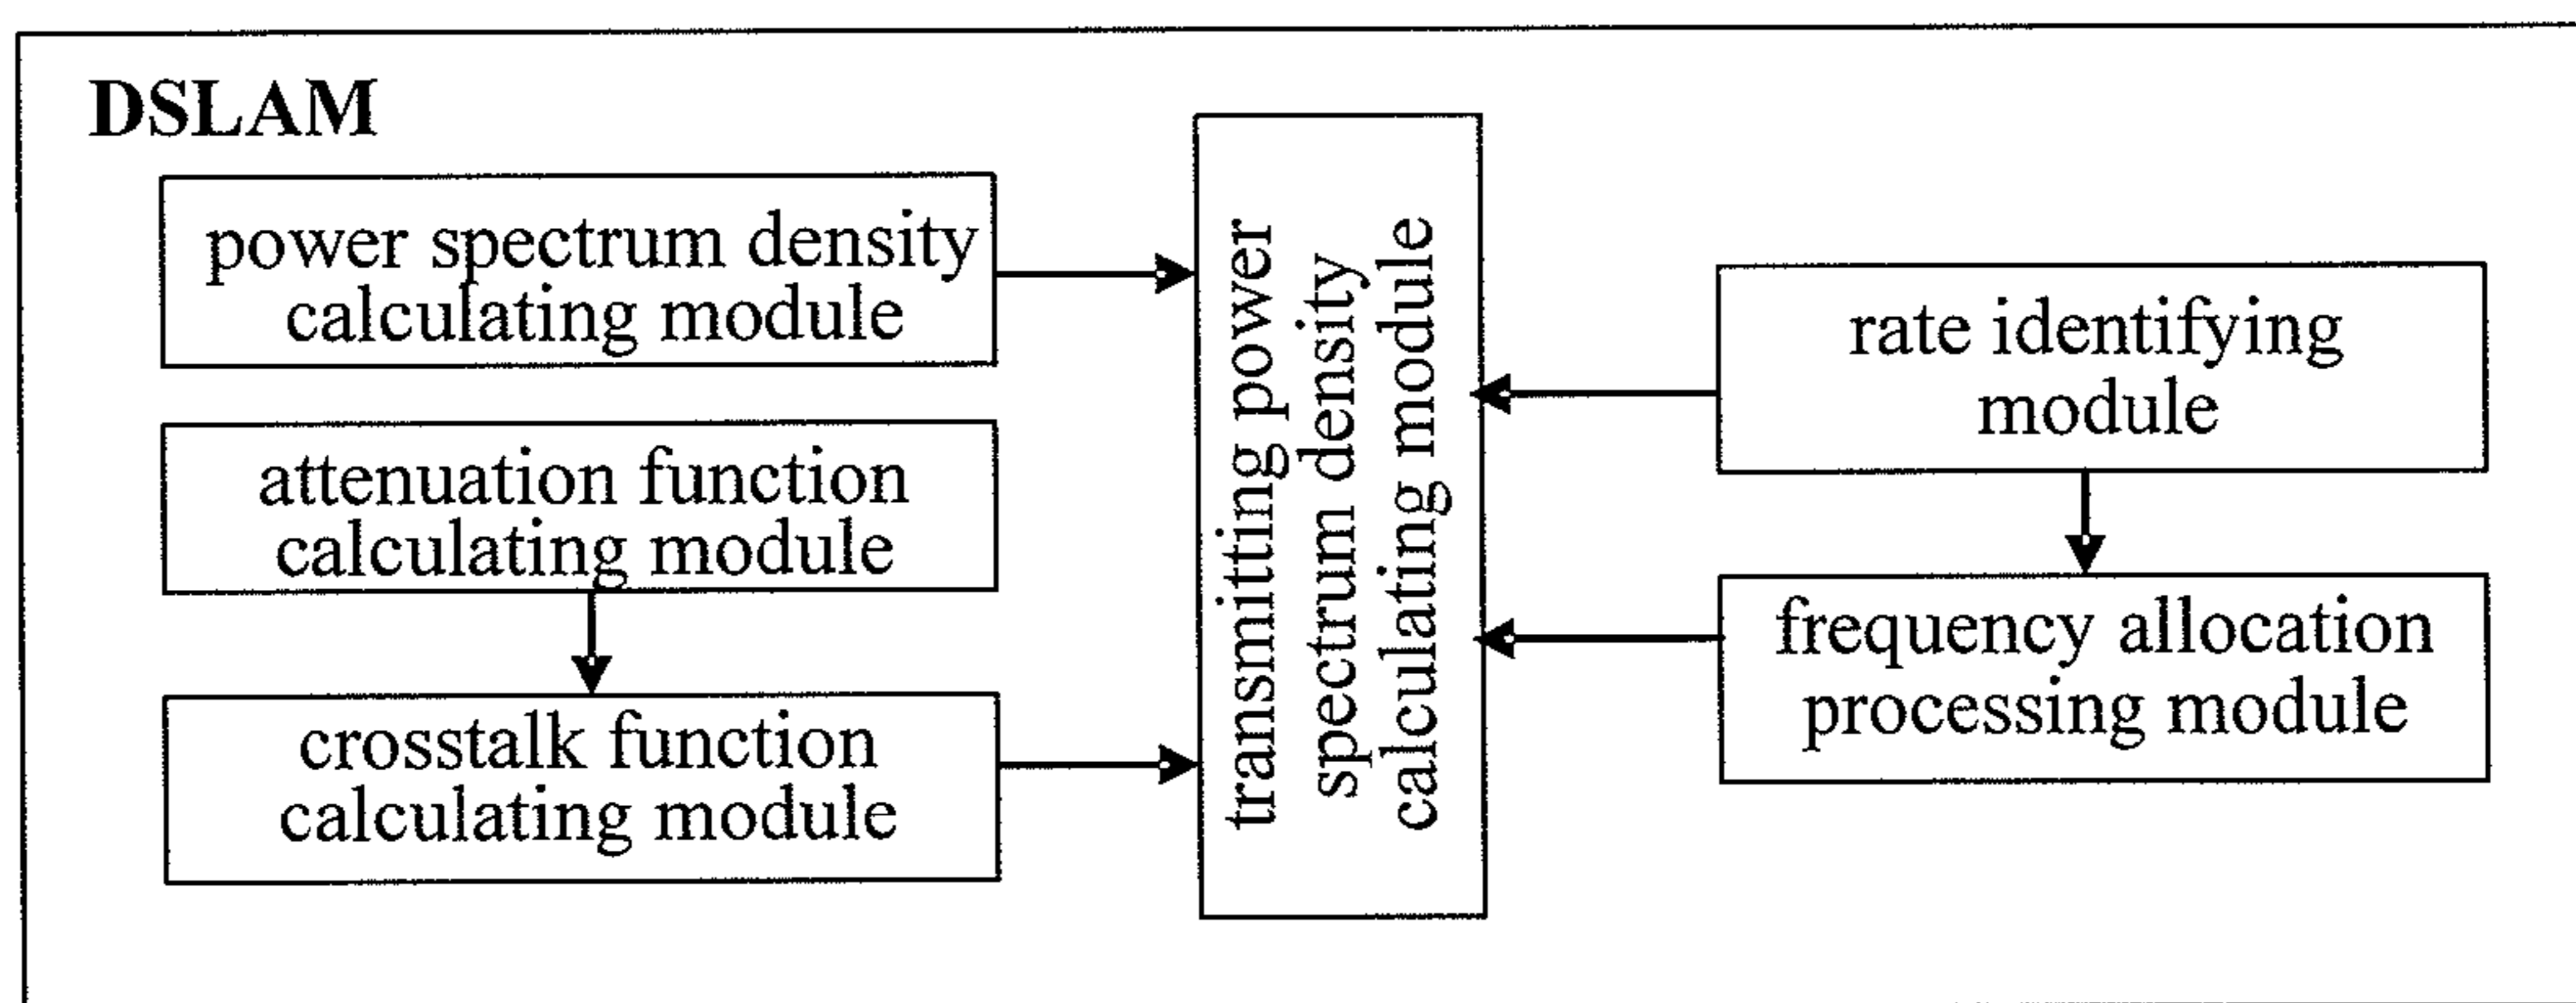 DSLAM
power spectrum density
calculating module
attenuation function
calculating module
crosstalk function
calculating module
transmitting power
spectrum density
calculating module
rate identifying
module
frequency allocation
processing module